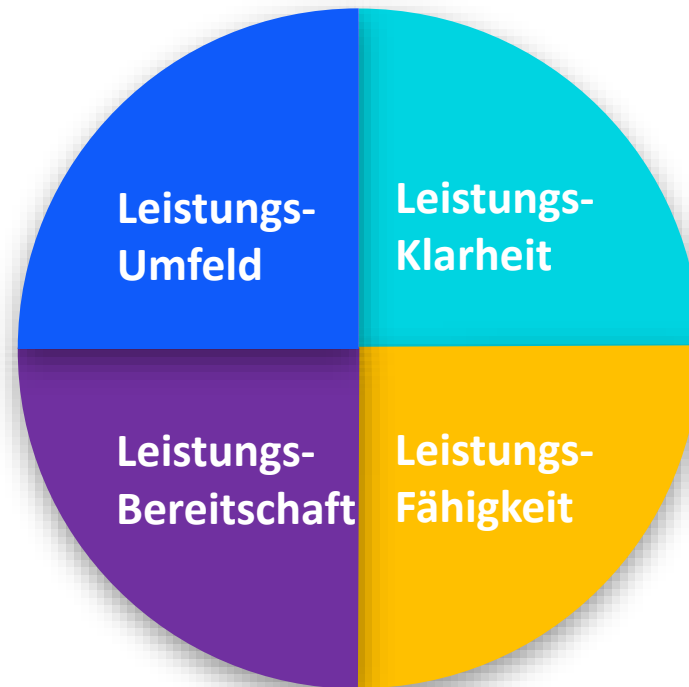 Leistungs-
Umfeld
Leistungs-
Klarheit
Leistungs-
Bereitschaft
Leistungs-
Fähigkeit